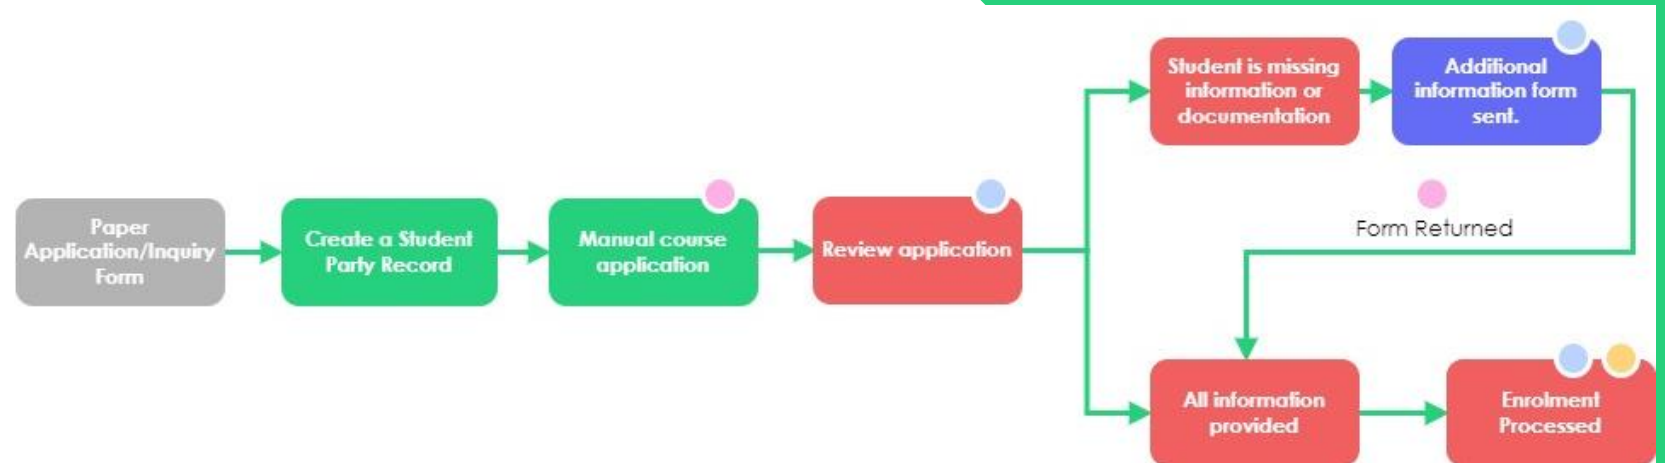 Paper
Application/Inquiry
Form
Create a Student
Party Record
Manual course
application
Review application
Student is missing
information or
documentation
Additional
information form
sent.
Form Returned
All information
provided
Enrolment
Processed